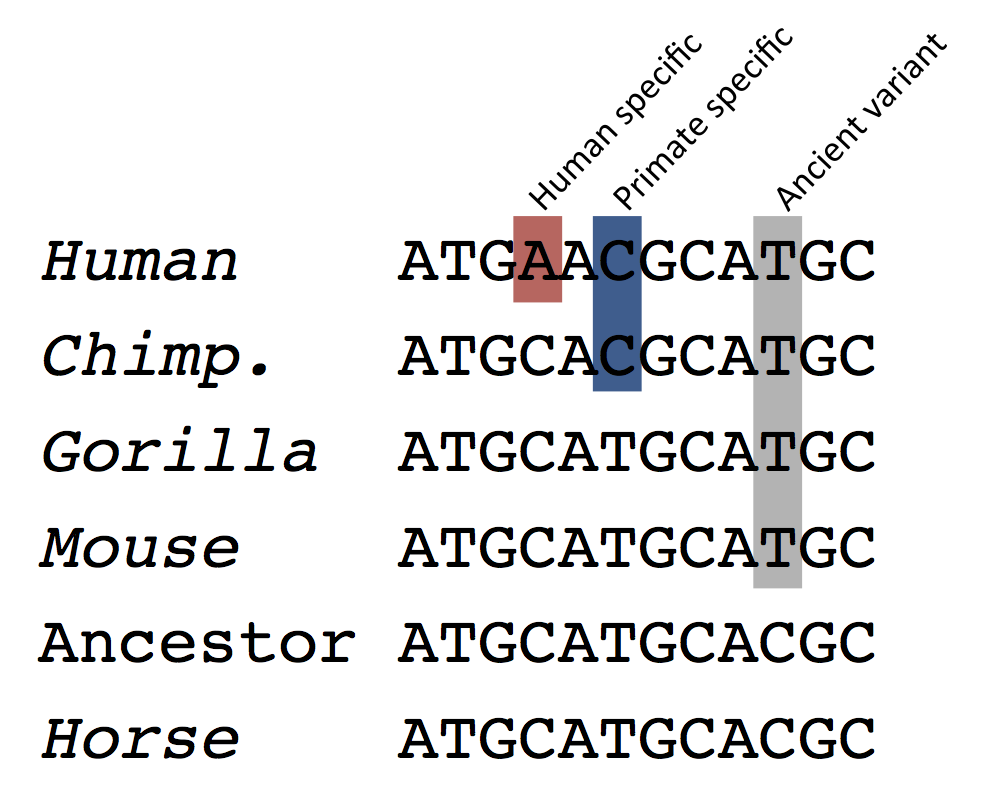 Human specific
Primate specific
Ancient variant
Human ATGAACGCATGC
Chimp. ATGCACGCATGC
Gorilla ATGCATGCATGC
Mouse ATGCATGCATGC
Ancestor ATGCATGCACGC
Horse ATGCATGCACGC